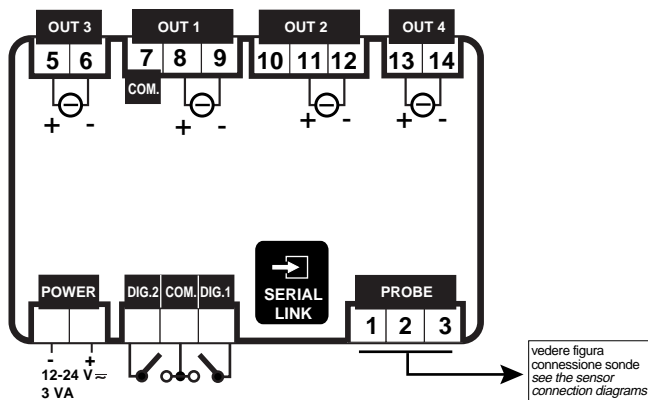 OUT 3 OUT 1 OUT 2 OUT 4
5 6 7 8 9 10 11 12 13 14
COM.
+ - + - + - + -
POWER DIG.2 COM. DIG.1 SERIAL LINK PROBE
1 2 3
- +
12-24 V ⎓
3 VA
vedere figura
connessione sonde
see the sensor
connection diagrams